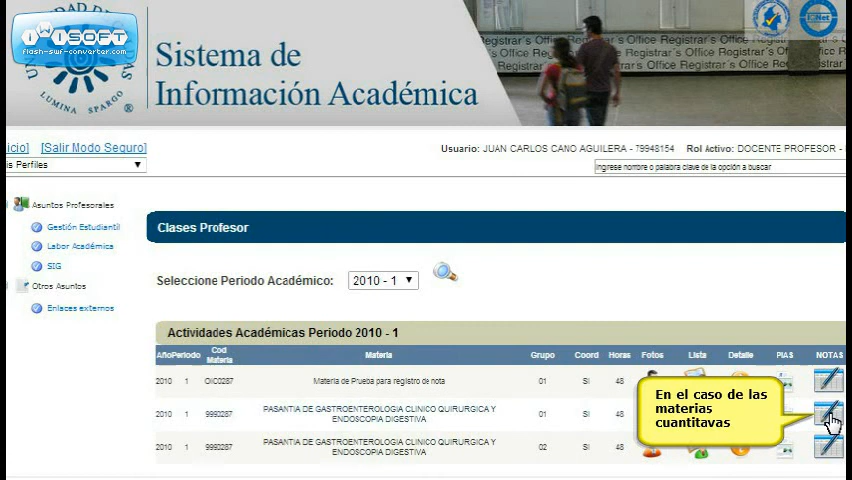 iWiSOFT
flash-swf-converter.com
LUMINA SPARGO
Sistema de
Información Académica
Registrar's Office Registrar's Office
IQNet
icio] [Salir Modo Seguro]
Usuario: JUAN CARLOS CANO AGUILERA - 79948154 Rol Activo: DOCENTE PROFESOR -
is Perfiles
Ingrese nombre o palabra clave de la opción a buscar
Asuntos Profesorales
Gestión Estudiantil
Labor Académica
SIG
Otros Asuntos
Enlaces externos
Clases Profesor
Seleccione Periodo Académico: 2010 - 1
Actividades Académicas Periodo 2010 - 1
Año Periodo Cod Materia Materia Grupo Coord Horas Fotos Lista Detalle PIAS NOTAS
2010 1 OIC0287 Materia de Prueba para registro de nota 01 SI 48
2010 1 9990287 PASANTIA DE GASTROENTEROLOGIA CLINICO QUIRURGICA Y
ENDOSCOPIA DIGESTIVA 01 SI 48
2010 1 9990287 PASANTIA DE GASTROENTEROLOGIA CLINICO QUIRURGICA Y
ENDOSCOPIA DIGESTIVA 02 SI 48
En el caso de las
materias
cuantitavas